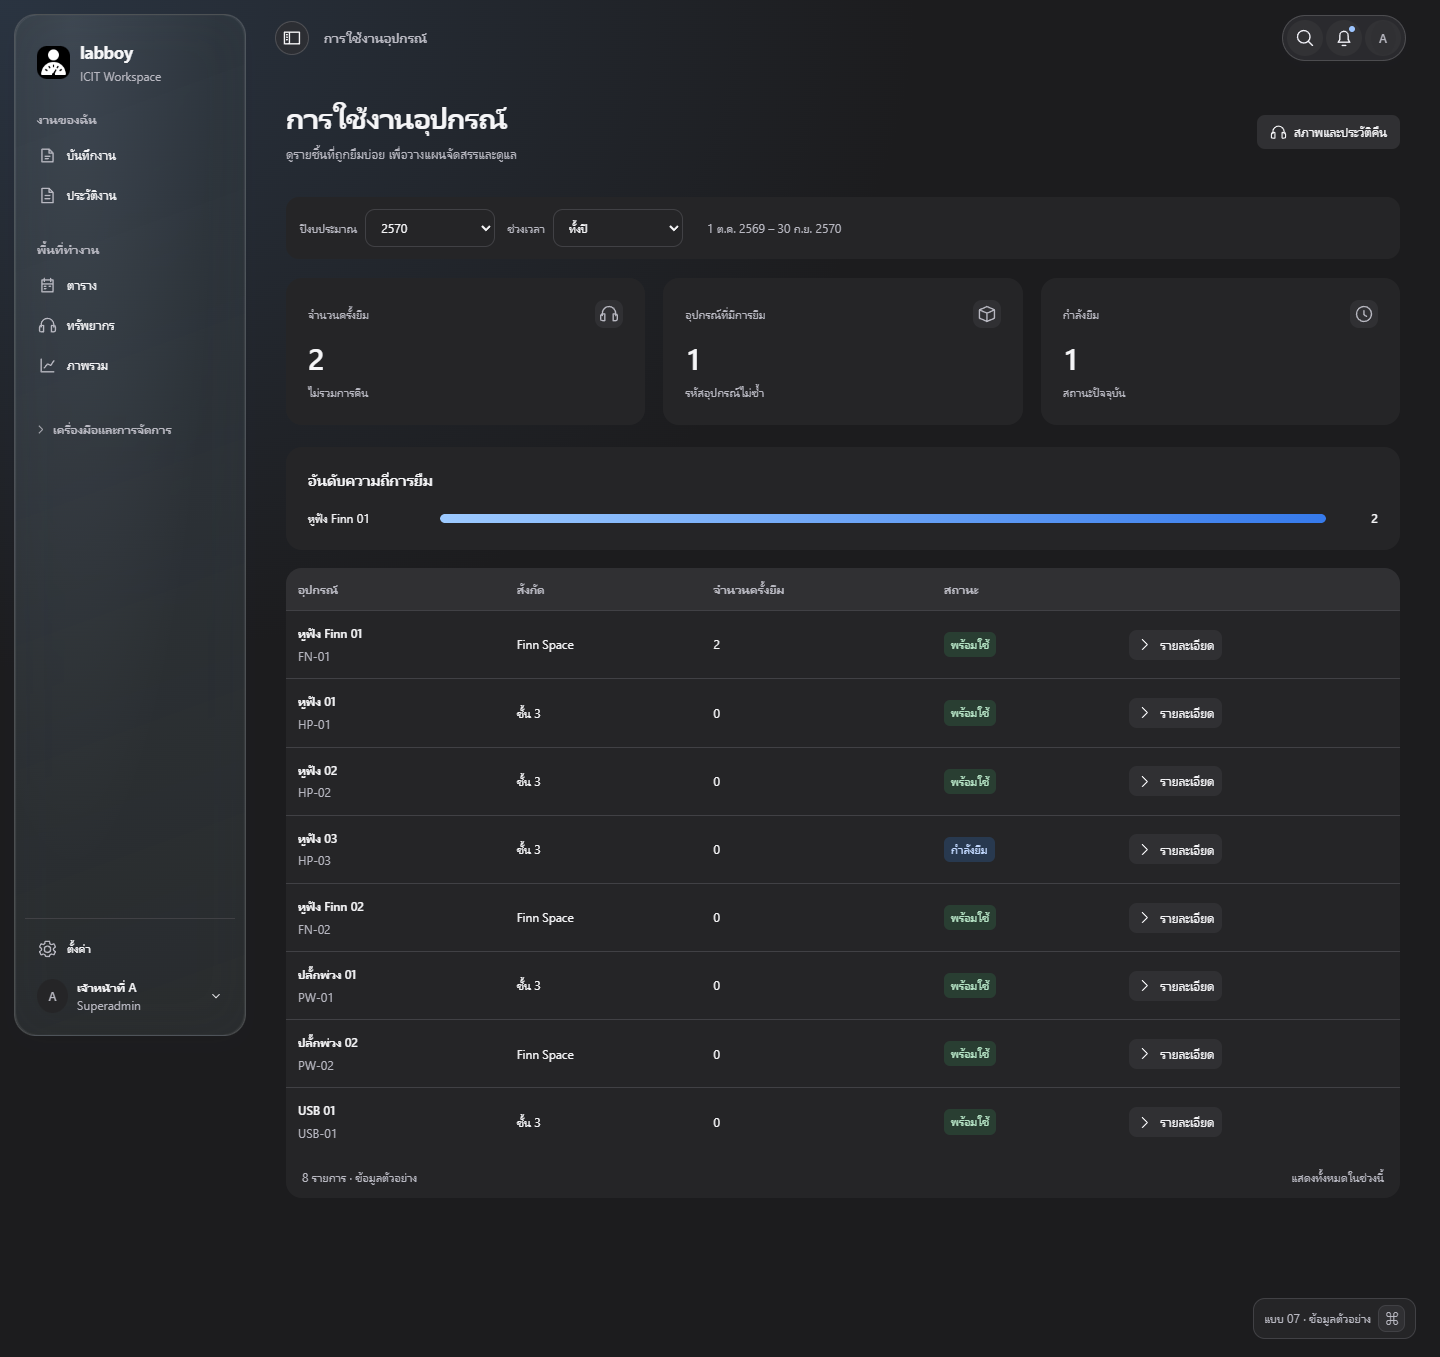 labboy
ICIT Workspace
งานของฉัน
บันทึกงาน
ประวัติงาน
พื้นที่ทำงาน
ตาราง
ทรัพยากร
ภาพรวม
เครื่องมือและการจัดการ
ตั้งค่า
A
เจ้าหน้าที่ A
Superadmin
การใช้งานอุปกรณ์
A
การใช้งานอุปกรณ์
ดูรายชิ้นที่ถูกยืมบ่อย เพื่อวางแผนจัดสรรและดูแล
สภาพและประวัติคืน
ปีงบประมาณ 2570 ช่วงเวลา ทั้งปี 1 ต.ค. 2569 – 30 ก.ย. 2570
จำนวนครั้งยืม
2
ไม่รวมการคืน
อุปกรณ์ที่มีการยืม
1
รหัสอุปกรณ์ไม่ซ้ำ
กำลังยืม
1
สถานะปัจจุบัน
อันดับความถี่การยืม
หูฟัง Finn 01 2
อุปกรณ์ สังกัด จำนวนครั้งยืม สถานะ
หูฟัง Finn 01
FN-01
Finn Space 2 พร้อมใช้ รายละเอียด
หูฟัง 01
HP-01
ชั้น 3 0 พร้อมใช้ รายละเอียด
หูฟัง 02
HP-02
ชั้น 3 0 พร้อมใช้ รายละเอียด
หูฟัง 03
HP-03
ชั้น 3 0 กำลังยืม รายละเอียด
หูฟัง Finn 02
FN-02
Finn Space 0 พร้อมใช้ รายละเอียด
ปลั๊กพ่วง 01
PW-01
ชั้น 3 0 พร้อมใช้ รายละเอียด
ปลั๊กพ่วง 02
PW-02
Finn Space 0 พร้อมใช้ รายละเอียด
USB 01
USB-01
ชั้น 3 0 พร้อมใช้ รายละเอียด
8 รายการ · ข้อมูลตัวอย่าง
แสดงทั้งหมดในช่วงนี้
แบบ 07 · ข้อมูลตัวอย่าง ⌘